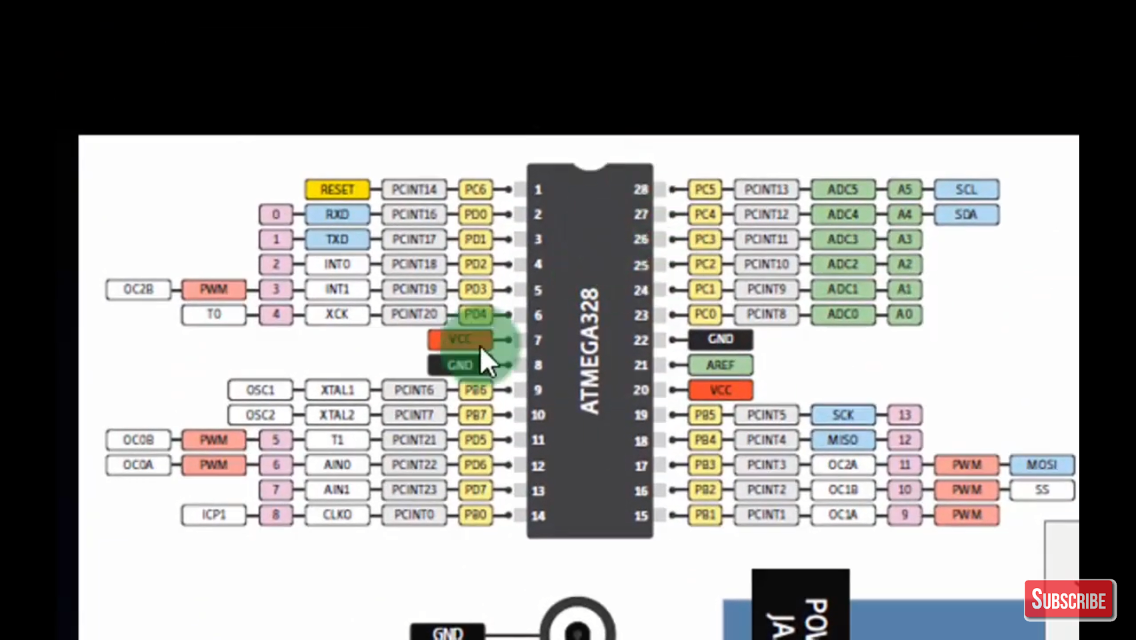 RESET PCINT14 PC6 1 28 PC5 PCINT13 ADC5 A5 SCL
0 RXD PCINT16 PD0 2 27 PC4 PCINT12 ADC4 A4 SDA
1 TXD PCINT17 PD1 3 26 PC3 PCINT11 ADC3 A3
2 INT0 PCINT18 PD2 4 25 PC2 PCINT10 ADC2 A2
OC2B PWM 3 INT1 PCINT19 PD3 5 24 PC1 PCINT9 ADC1 A1
T0 4 XCK PCINT20 PD4 6 23 PC0 PCINT8 ADC0 A0
VCC 7 22 GND
GND 8 21 AREF
OSC1 XTAL1 PCINT6 PB6 9 20 VCC
OSC2 XTAL2 PCINT7 PB7 10 19 PB5 PCINT5 SCK 13
OC0B PWM 5 T1 PCINT21 PD5 11 18 PB4 PCINT4 MISO 12
OC0A PWM 6 AIN0 PCINT22 PD6 12 17 PB3 PCINT3 OC2A 11 PWM MOSI
7 AIN1 PCINT23 PD7 13 16 PB2 PCINT2 OC1B 10 PWM SS
ICP1 8 CLKO PCINT0 PB0 14 15 PB1 PCINT1 OC1A 9 PWM
ATMEGA328
GND
SUBSCRIBE